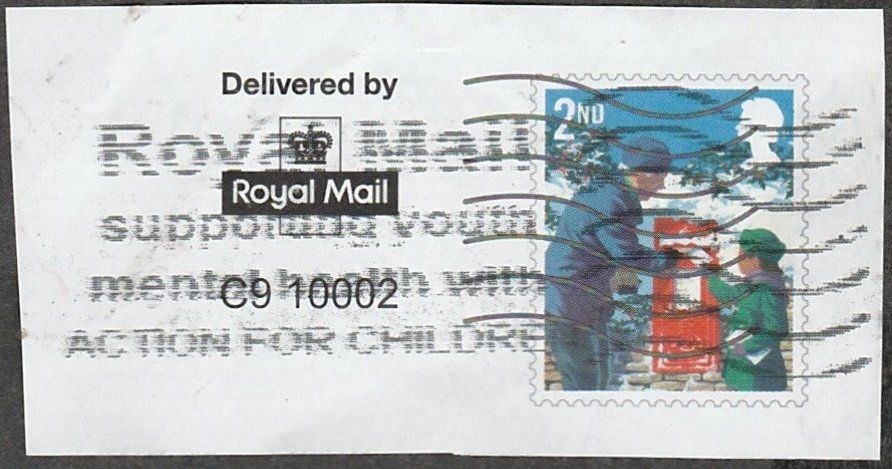 Delivered by
Royal Mail
Royal Mail
supporting youth
mental health with
C9 10002
ACTION FOR CHILDREN
2ND